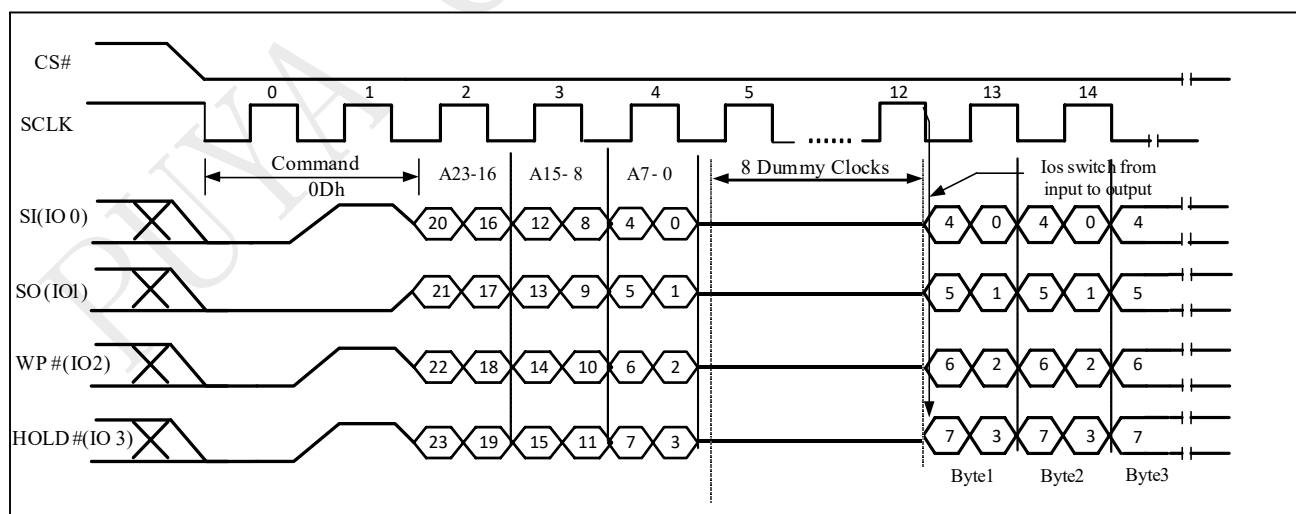 PUYA
CS#
0 1 2 3 4 5 12 13 14
SCLK
Command
0Dh
A23-16 A15- 8 A7- 0
8 Dummy Clocks
Ios switch from
input to output
SI(IO 0) 20 16 12 8 4 0 4 0 4 0 4
SO(IO1) 21 17 13 9 5 1 5 1 5 1 5
WP #(IO2) 22 18 14 10 6 2 6 2 6 2 6
HOLD #(IO 3) 23 19 15 11 7 3 7 3 7 3 7
Byte1 Byte2 Byte3